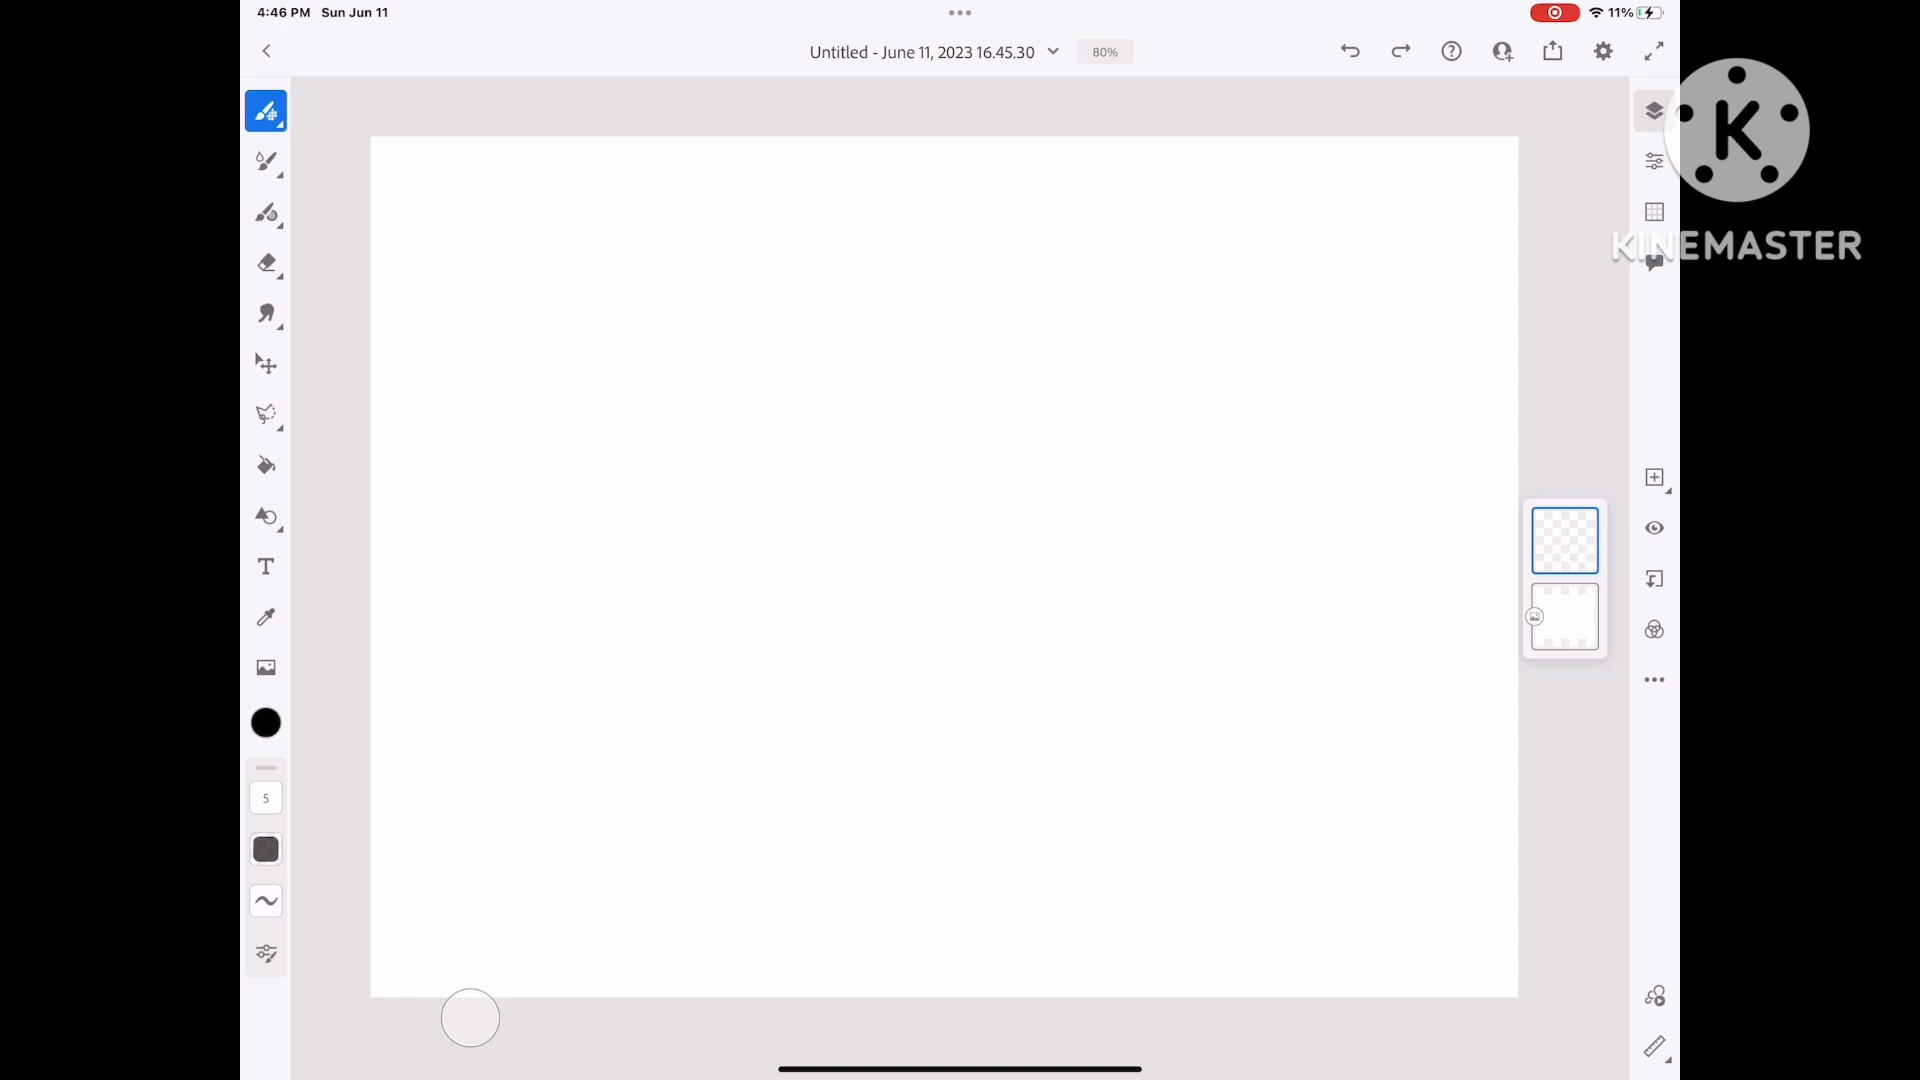 4:46 PM Sun Jun 11
11%
Untitled - June 11, 2023 16.45.30
80%
K
KINEMASTER
T
5